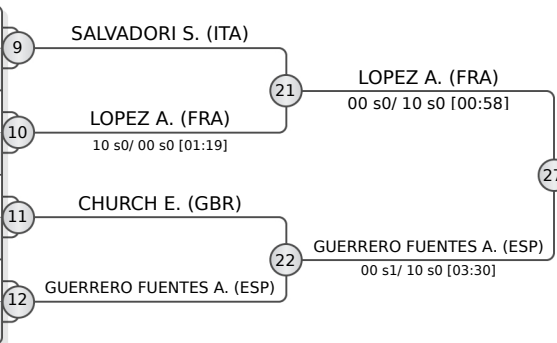 9
SALVADORI S. (ITA)
21
LOPEZ A. (FRA)
00 s0/ 10 s0 [00:58]
10
LOPEZ A. (FRA)
10 s0/ 00 s0 [01:19]
27
11
CHURCH E. (GBR)
22
GUERRERO FUENTES A. (ESP)
00 s1/ 10 s0 [03:30]
12
GUERRERO FUENTES A. (ESP)